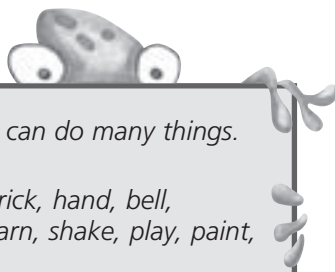 can do many things.
rick, hand, bell,
arn, shake, play, paint,